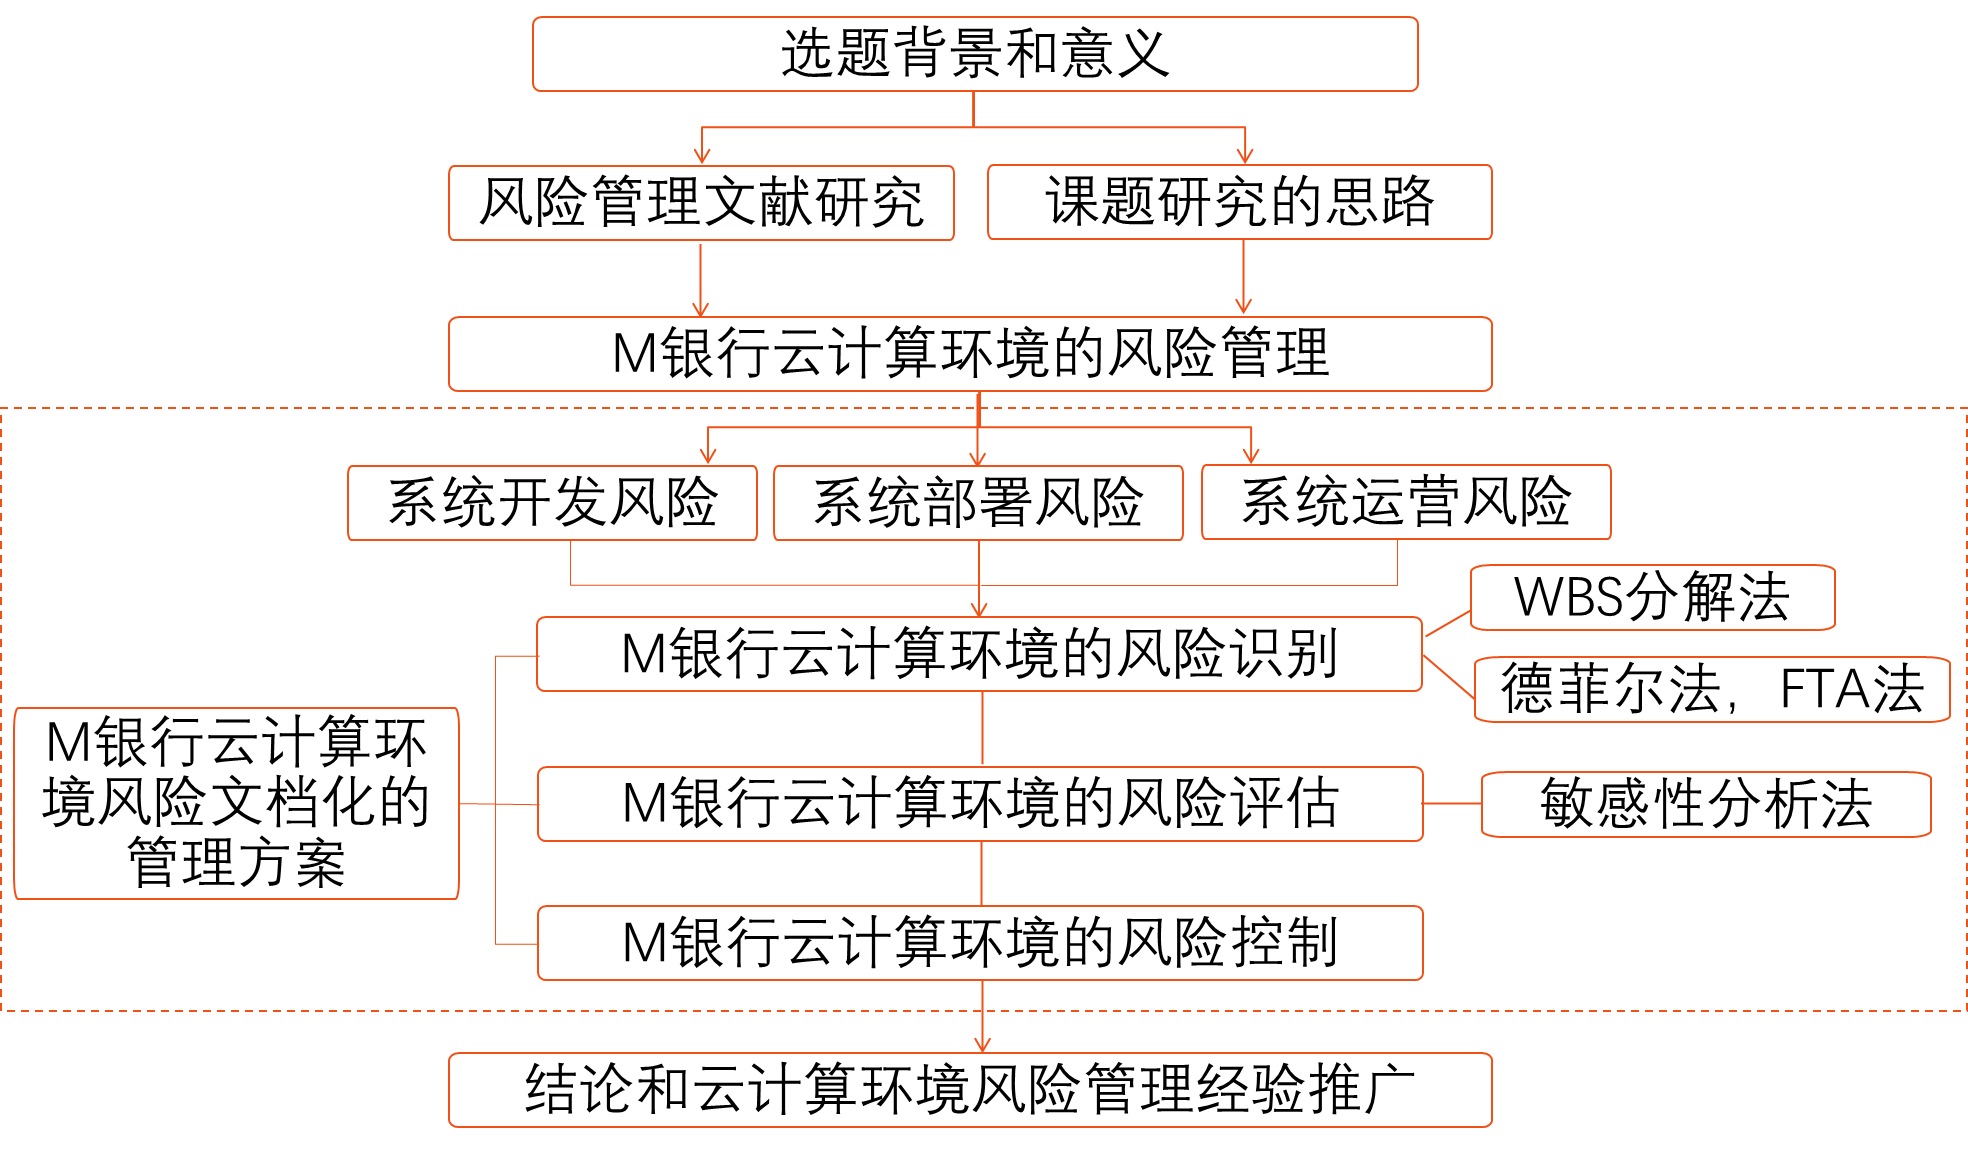 选题背景和意义
风险管理文献研究
课题研究的思路
M银行云计算环境的风险管理
系统开发风险
系统部署风险
系统运营风险
WBS分解法
M银行云计算环境的风险识别
德菲尔法，FTA法
M银行云计算环
境风险文档化的
管理方案
M银行云计算环境的风险评估
敏感性分析法
M银行云计算环境的风险控制
结论和云计算环境风险管理经验推广